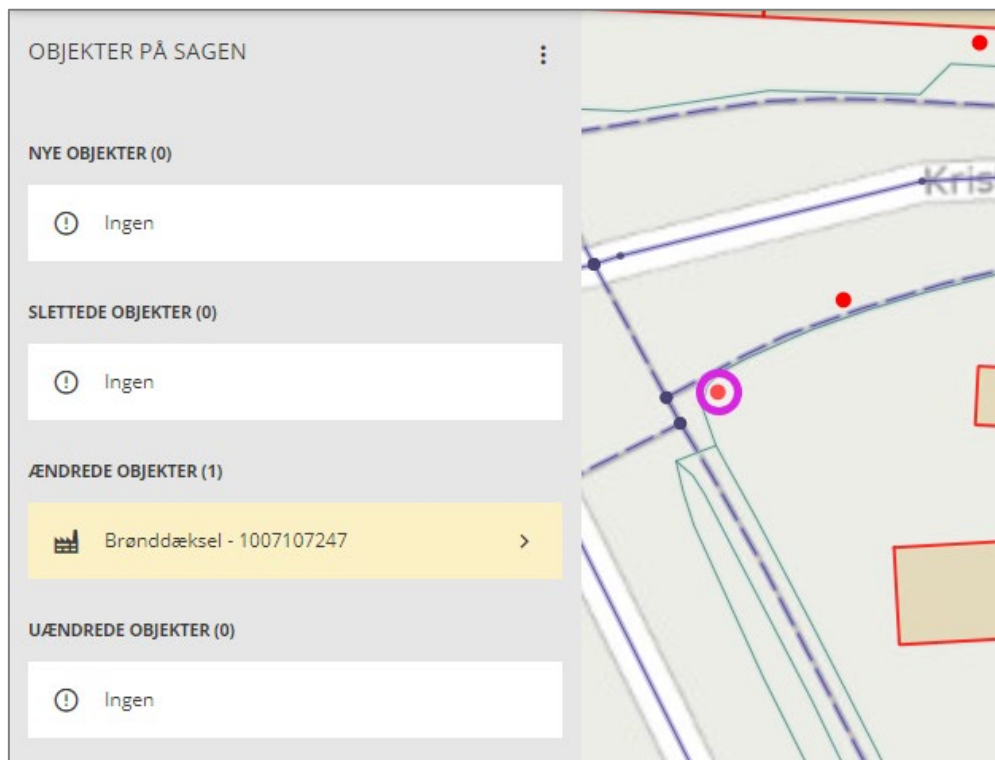 OBJEKTER PÅ SAGEN
NYE OBJEKTER (0)
Ingen
SLETTEDE OBJEKTER (0)
Ingen
ÆNDREDE OBJEKTER (1)
Brønddæksel - 1007107247
UÆNDREDE OBJEKTER (0)
Ingen
Kris